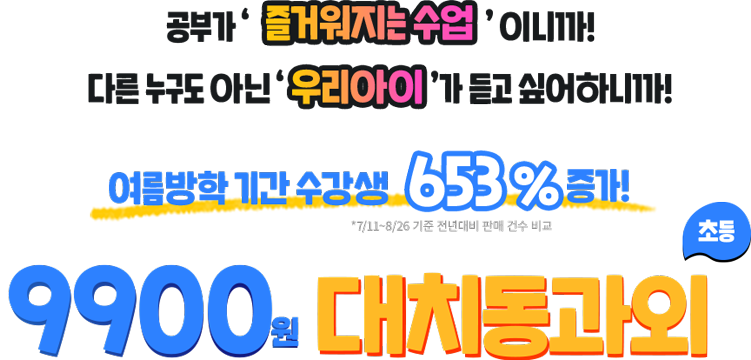 공부가 ‘즐거워지는 수업’ 이니까!
다른 누구도 아닌 ‘우리아이’가 듣고 싶어하니까!
여름방학 기간 수강생 653% 증가!
*7/11~8/26 기준 전년대비 판매 건수 비교
초등
9900원 대치동과외